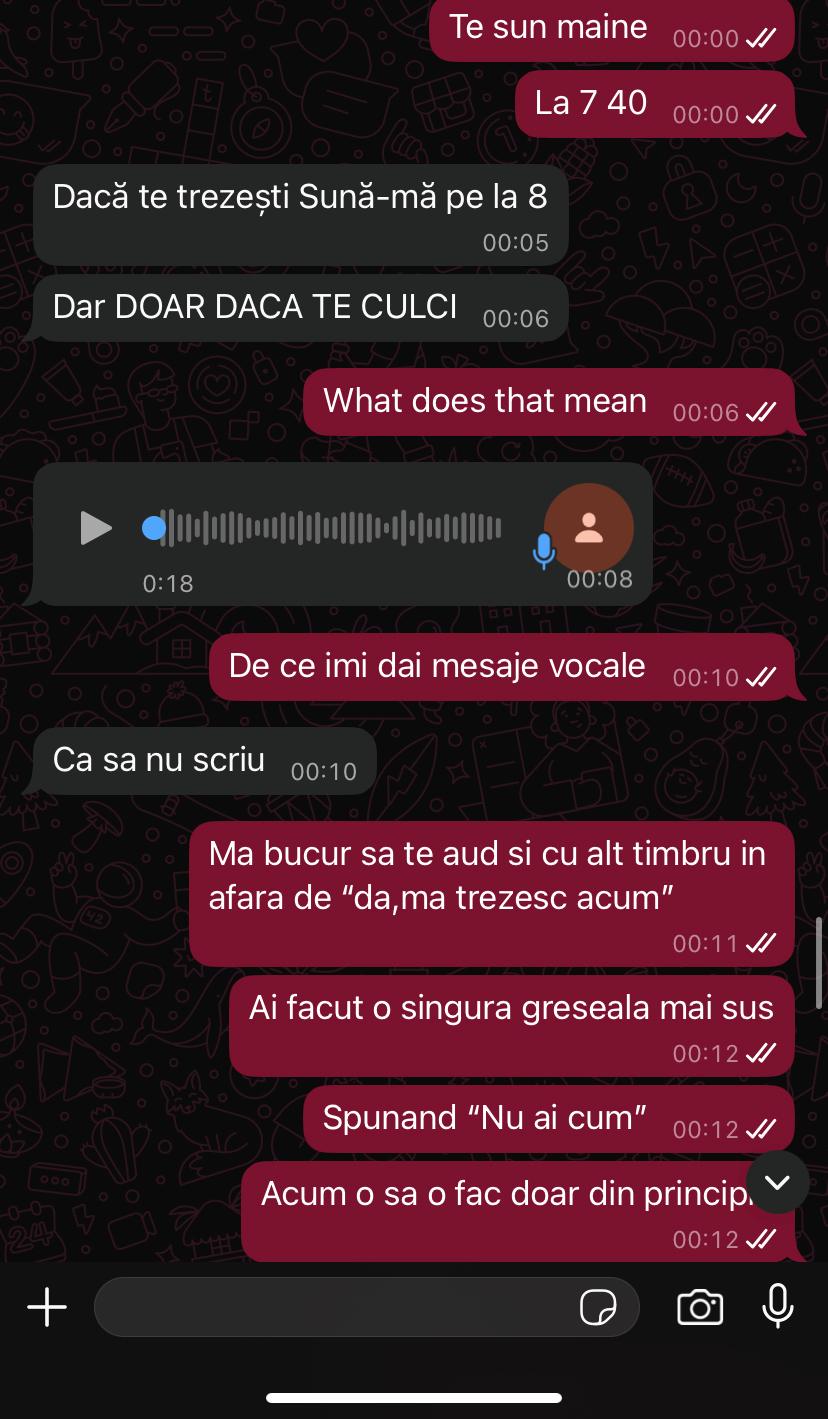 Te sun maine 00:00
La 7 40 00:00
Dacă te trezești Sună-mă pe la 8
00:05
Dar DOAR DACA TE CULCI 00:06
What does that mean 00:06
0:18 00:08
De ce imi dai mesaje vocale 00:10
Ca sa nu scriu 00:10
Ma bucur sa te aud si cu alt timbru in
afara de “da,ma trezesc acum”
00:11
Ai facut o singura greseala mai sus
00:12
Spunand “Nu ai cum” 00:12
Acum o sa o fac doar din
00:12